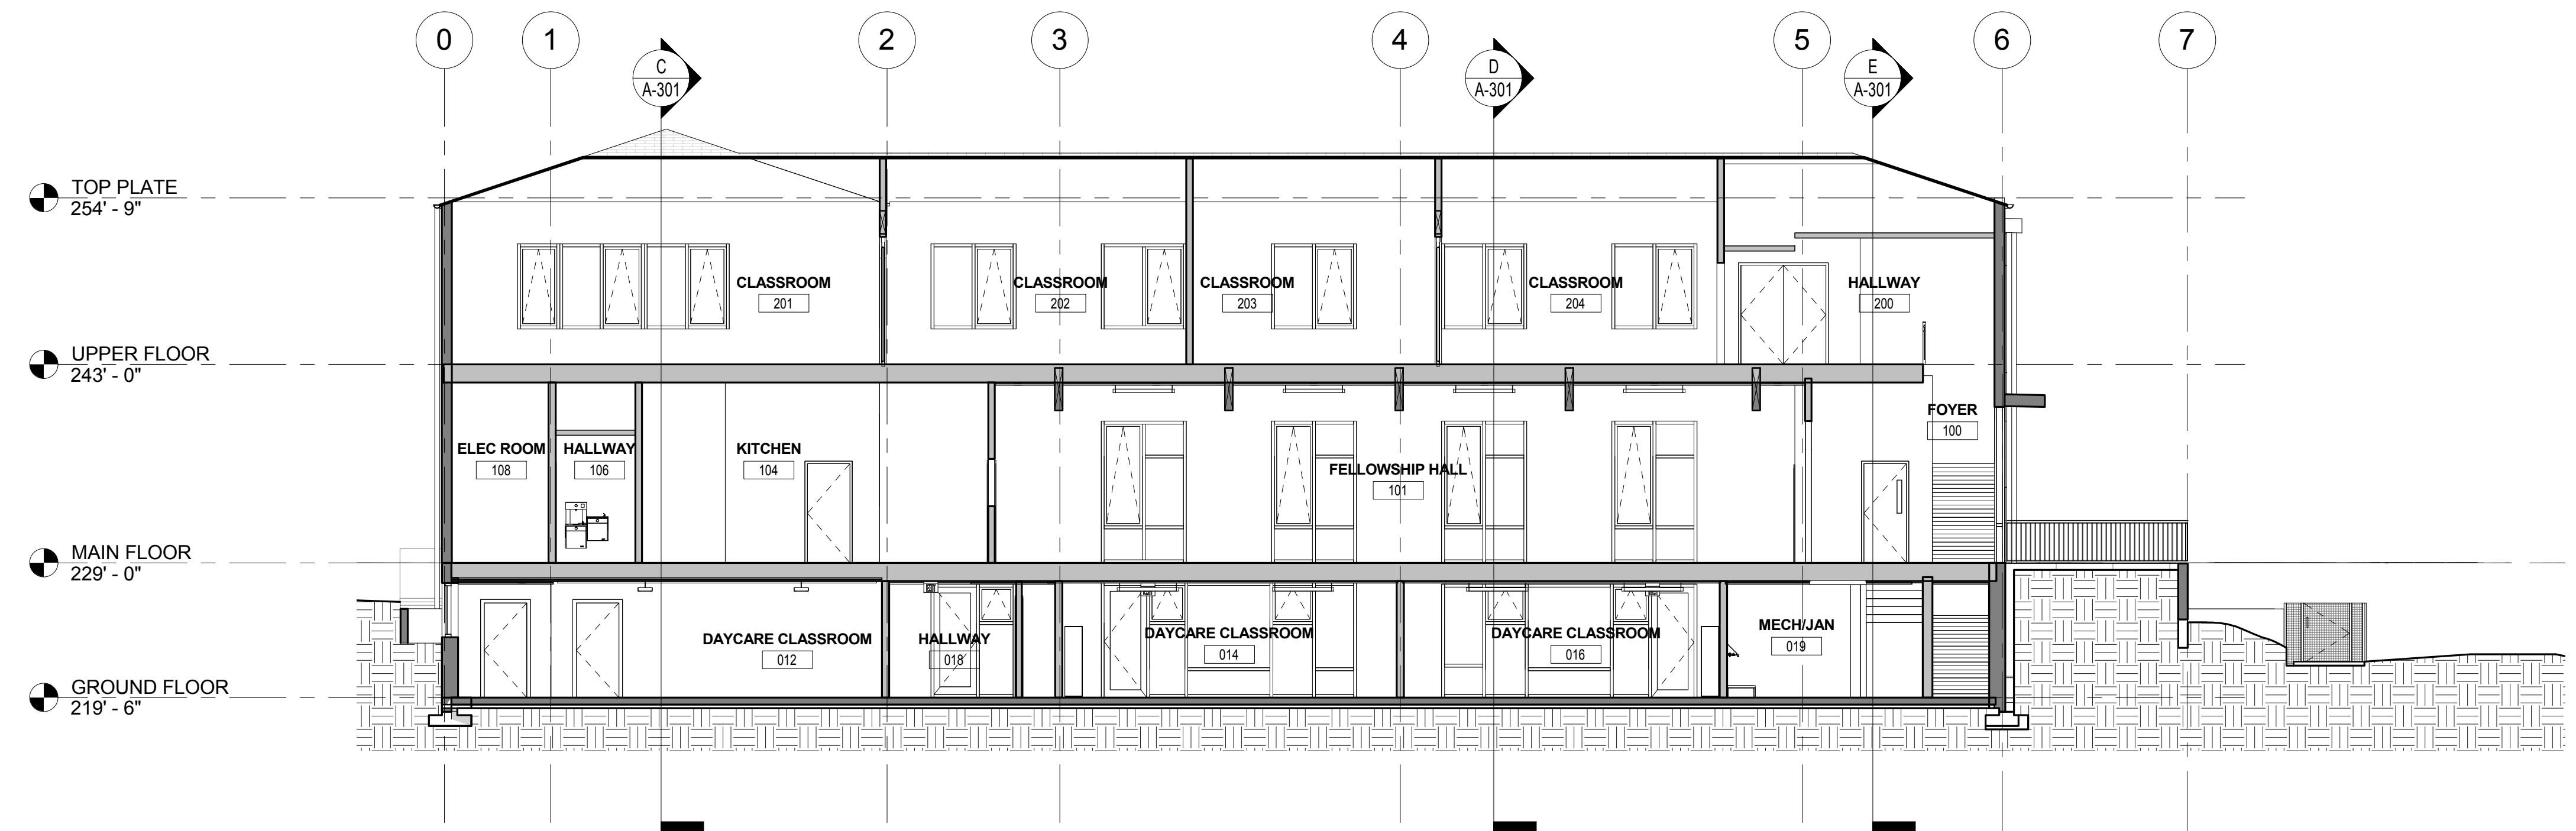 0
1
2
3
4
5
6
7
C
A-301
D
A-301
E
A-301
TOP PLATE
254' - 9"
CLASSROOM
201
CLASSROOM
202
CLASSROOM
203
CLASSROOM
204
HALLWAY
200
UPPER FLOOR
243' - 0"
ELEC ROOM
108
HALLWAY
106
KITCHEN
104
FELLOWSHIP HALL
101
FOYER
100
MAIN FLOOR
229' - 0"
DAYCARE CLASSROOM
012
HALLWAY
018
DAYCARE CLASSROOM
014
DAYCARE CLASSROOM
016
MECH/JAN
019
GROUND FLOOR
219' - 6"